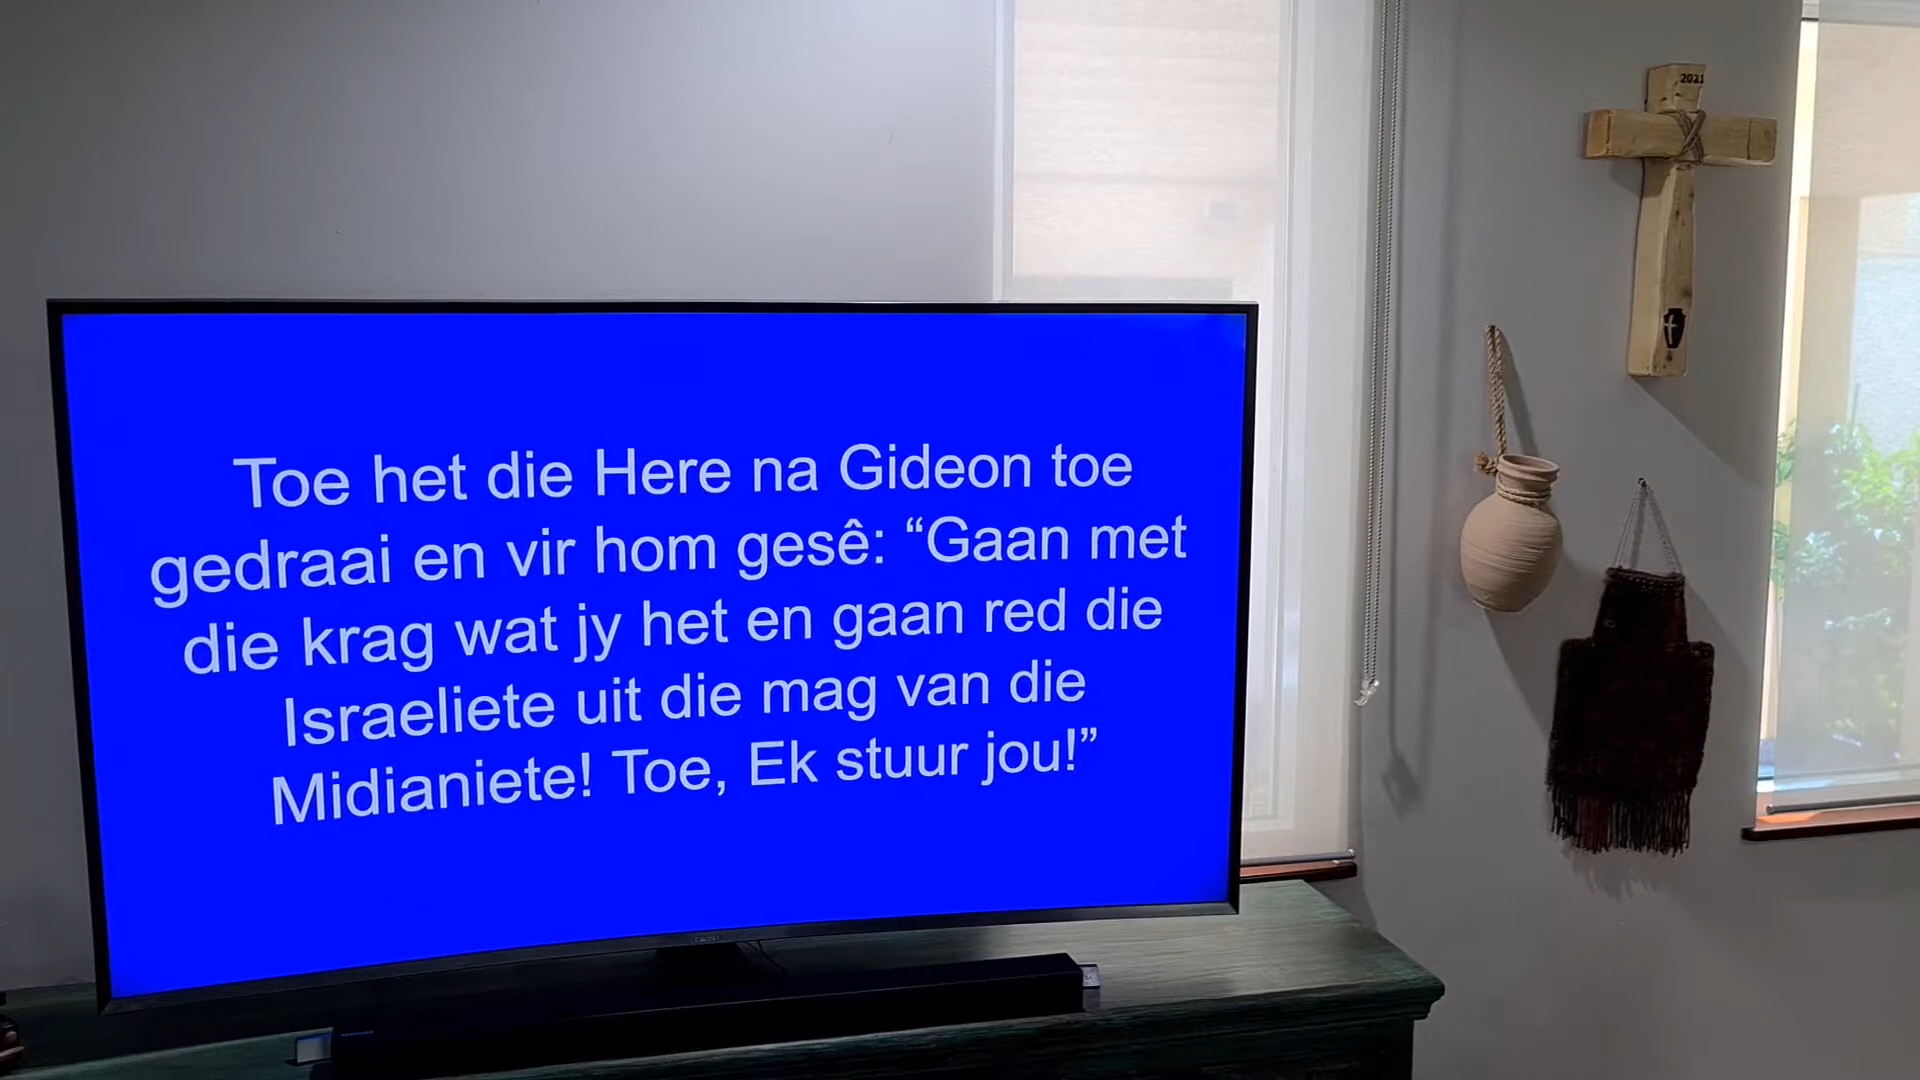 Toe het die Here na Gideon toe
gedraai en vir hom gesê: “Gaan met
die krag wat jy het en gaan red die
Israeliete uit die mag van die
Midianiete! Toe, Ek stuur jou!”
2021